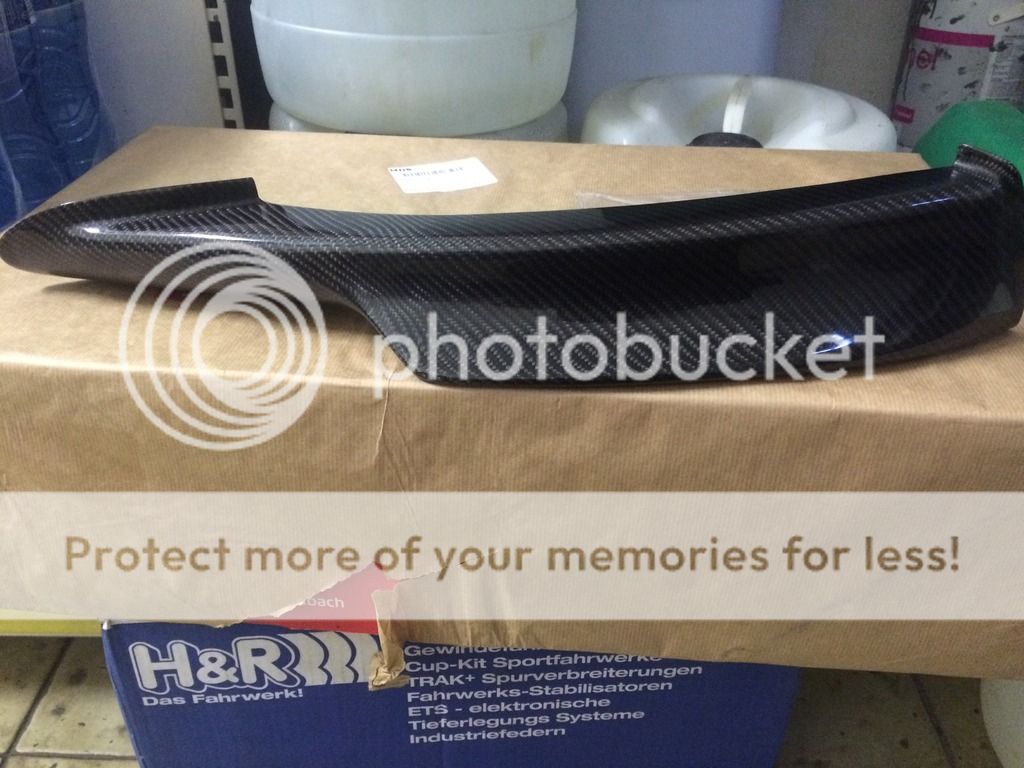 photobucket
Protect more of your memories for less!
bach
H&R
Das Fahrwerk!
Cup-Kit Sportfahrwerke
TRAK+ Spurverbreiterungen
Fahrwerks-Stabilisatoren
ETS - elektronische
Tieferlegungs Systeme
Industriefedern